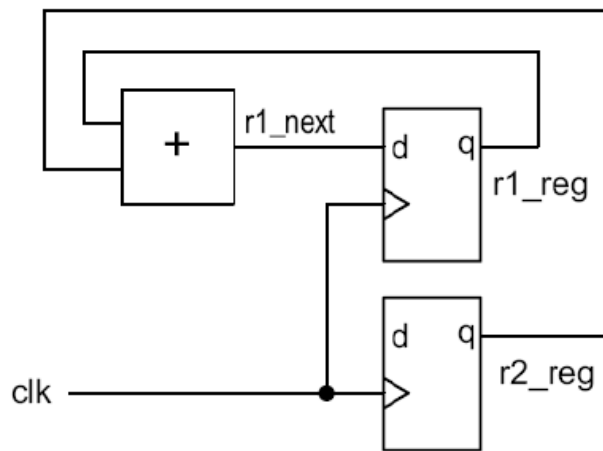 +
r1_next
d q
r1_reg
d q
r2_reg
clk